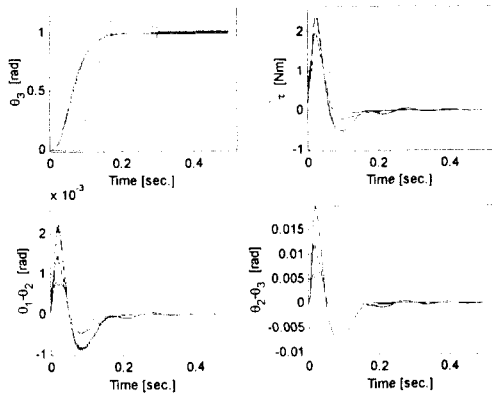 1
0.5
0
θ3 [rad]
0 0.2 0.4
Time [sec.]
2
1
0
-1
τ [Nm]
0 0.2 0.4
Time [sec.]
x 10-3
2
1
0
-1
θ1-θ2 [rad]
0 0.2 0.4
Time [sec.]
0.015
0.01
0.005
0
-0.005
-0.01
θ2-θ3 [rad]
0 0.2 0.4
Time [sec.]